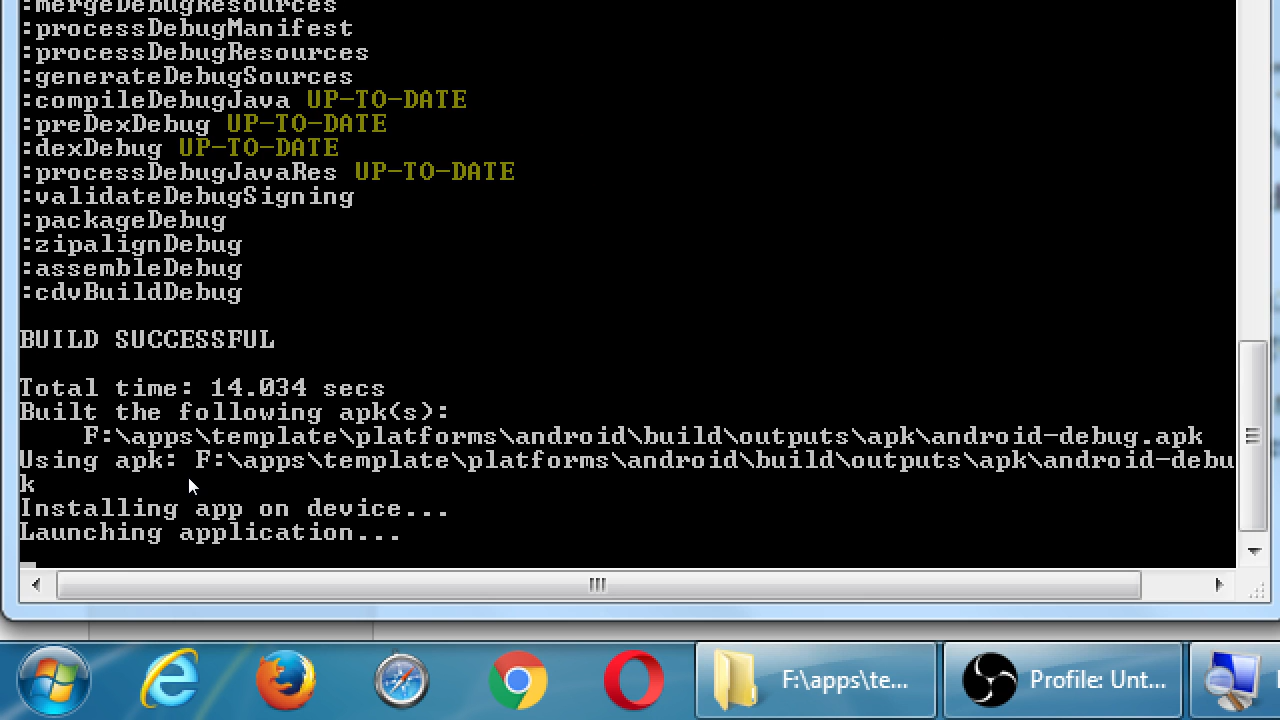 :mergeDebugResources
:processDebugManifest
:processDebugResources
:generateDebugSources
:compileDebugJava UP-TO-DATE
:preDexDebug UP-TO-DATE
:dexDebug UP-TO-DATE
:processDebugJavaRes UP-TO-DATE
:validateDebugSigning
:packageDebug
:zipalignDebug
:assembleDebug
:cdvBuildDebug
BUILD SUCCESSFUL
Total time: 14.034 secs
Built the following apk(s):
F:\apps\template\platforms\android\build\outputs\apk\android-debug.apk
Using apk: F:\apps\template\platforms\android\build\outputs\apk\android-debu
k
Installing app on device...
Launching application...
F:\apps\te...
Profile: Unt...